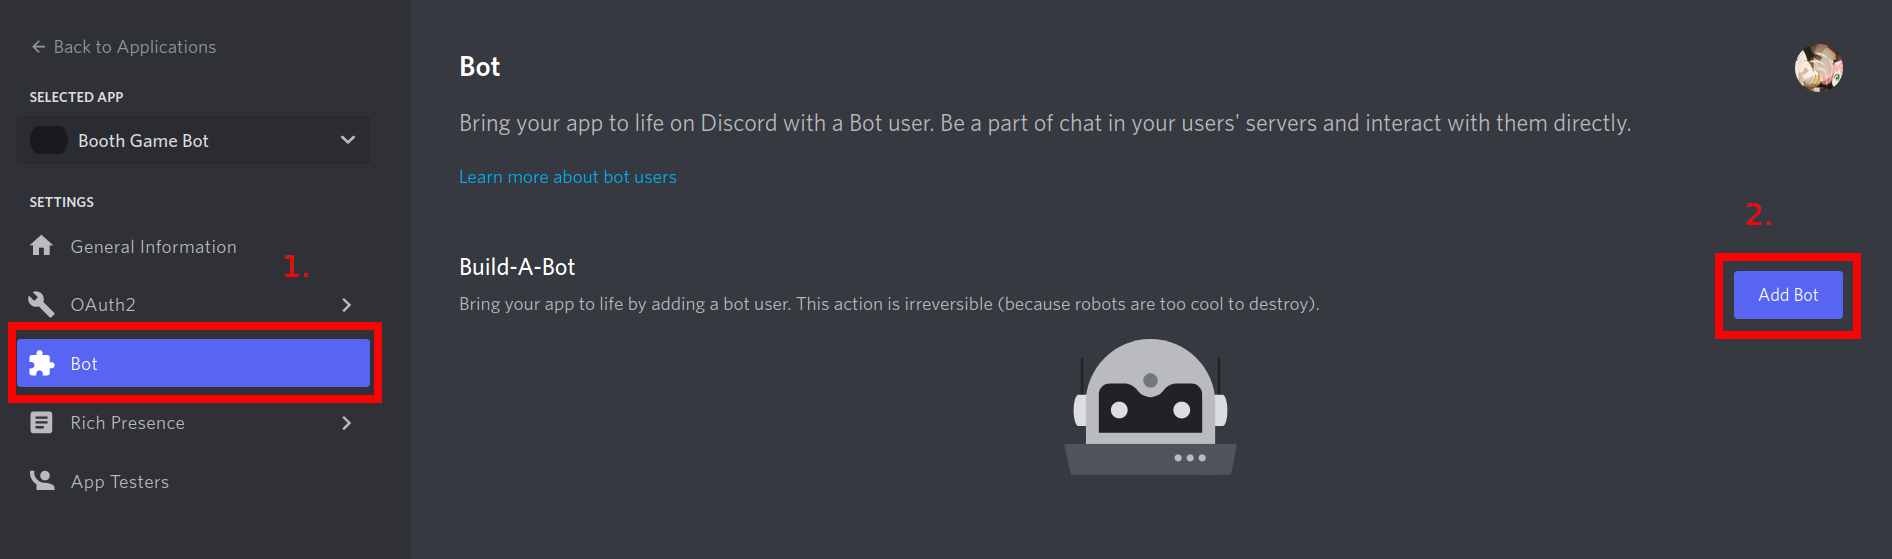 Back to Applications
SELECTED APP
Booth Game Bot
SETTINGS
General Information
1.
OAuth2
Bot
Rich Presence
App Testers
Bot
Bring your app to life on Discord with a Bot user. Be a part of chat in your users' servers and interact with them directly.
Learn more about bot users
2.
Build-A-Bot
Bring your app to life by adding a bot user. This action is irreversible (because robots are too cool to destroy).
Add Bot